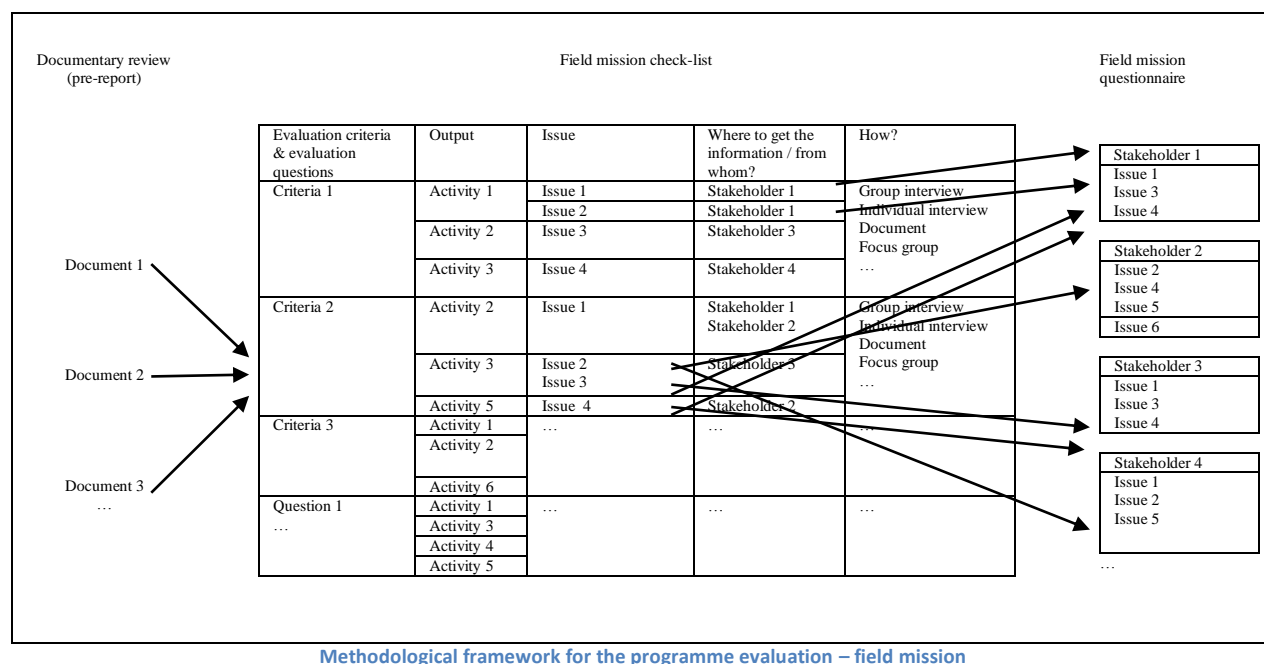 Documentary review
(pre-report)
Field mission check-list
Field mission
questionnaire
Evaluation criteria
& evaluation
questions
Output
Issue
Where to get the
information / from
whom?
How?
Criteria 1
Activity 1
Issue 1
Stakeholder 1
Group interview
Issue 2
Stakeholder 1
Individual interview
Activity 2
Issue 3
Stakeholder 3
Document
Focus group
Activity 3
Issue 4
Stakeholder 4
…
Criteria 2
Activity 2
Issue 1
Stakeholder 1
Stakeholder 2
Group interview
Individual interview
Document
Activity 3
Issue 2
Issue 3
Stakeholder 3
Focus group
…
Activity 5
Issue 4
Stakeholder 2
Criteria 3
Activity 1
…
…
…
Activity 2
Activity 6
Question 1
…
Activity 1
…
…
…
Activity 3
Activity 4
Activity 5
Document 1
Document 2
Document 3
…
Stakeholder 1
Issue 1
Issue 3
Issue 4
Stakeholder 2
Issue 2
Issue 4
Issue 5
Issue 6
Stakeholder 3
Issue 1
Issue 3
Issue 4
Stakeholder 4
Issue 1
Issue 2
Issue 5
…
Methodological framework for the programme evaluation – field mission